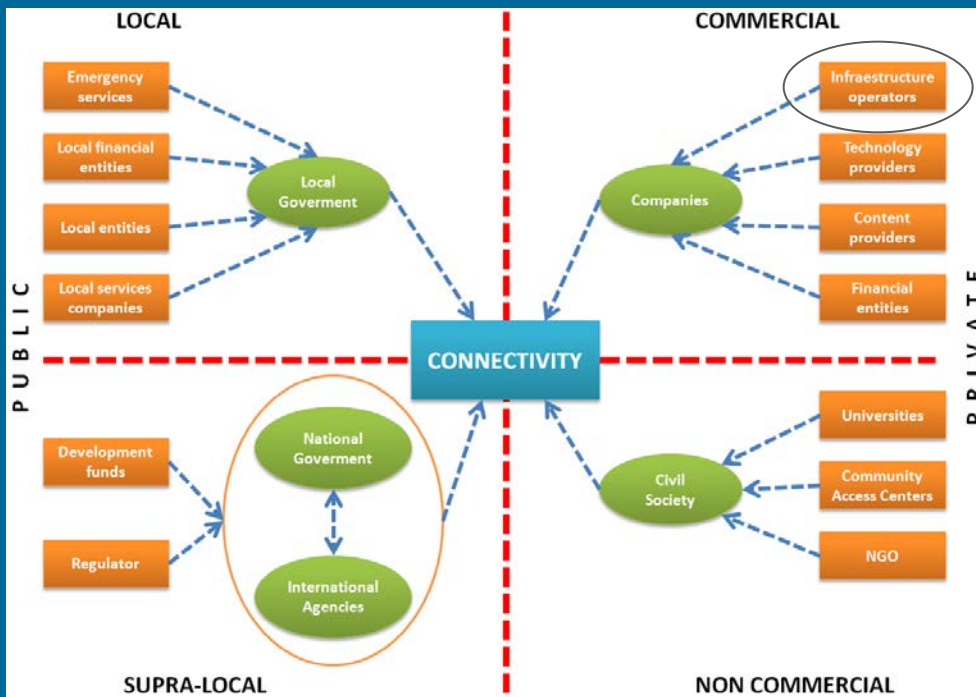 LOCAL
COMMERCIAL
Emergency
services
Local financial
entities
Local entities
Local services
companies
Local
Goverment
Infraestructure
operators
Technology
providers
Content
providers
Financial
entities
Companies
PUBLIC
PRIVATE
CONNECTIVITY
Development
funds
Regulator
National
Goverment
International
Agencies
Civil
Society
Universities
Community
Access Centers
NGO
SUPRA-LOCAL
NON COMMERCIAL